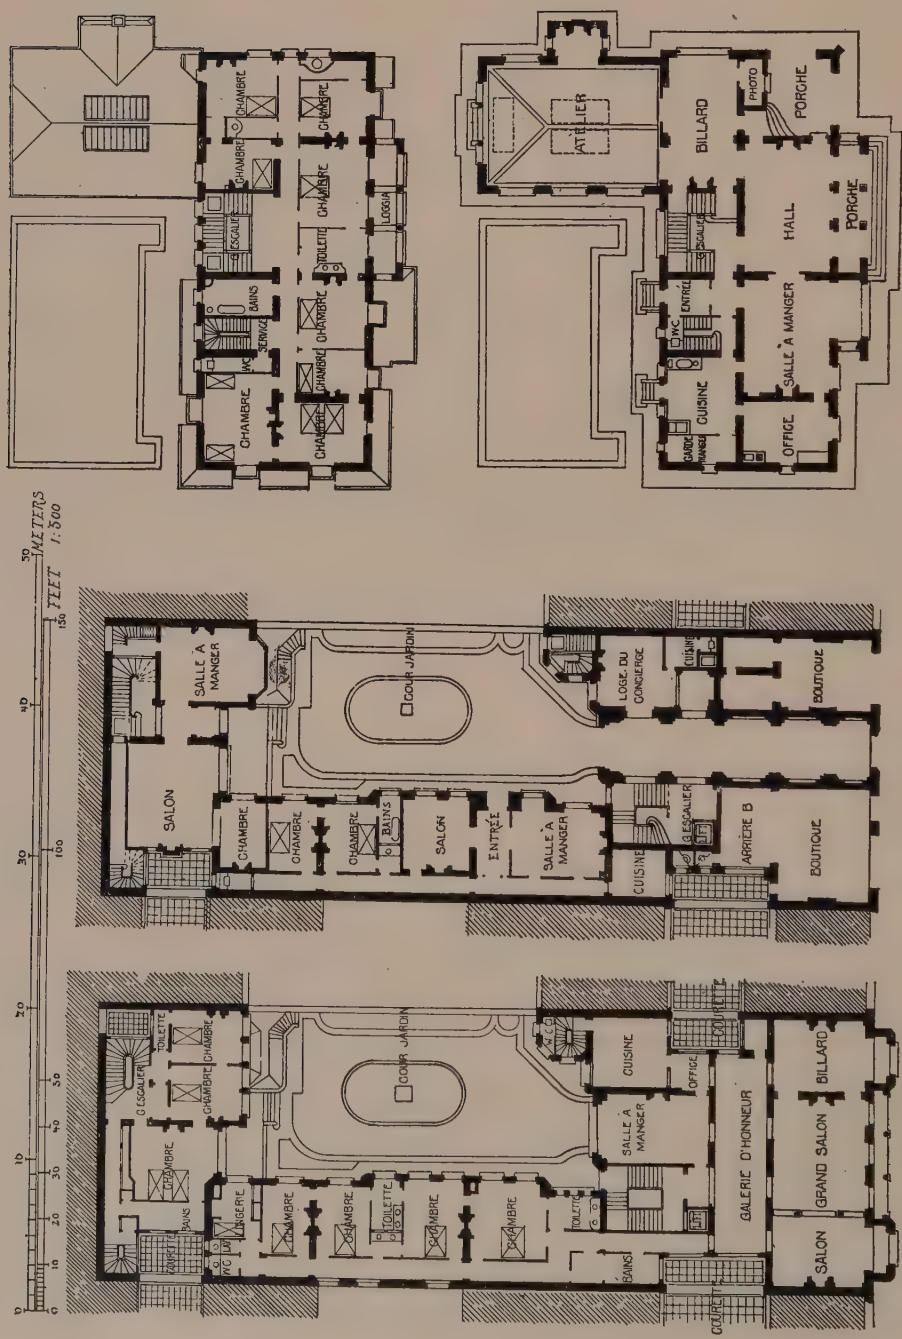 CHAMBRE
CHAMBRE
CHAMBRE
ESCALIER
CHAMBRE
LOGGIA
TOILETTE
BAINS
SERVICE
CHAMBRE
WC
CHAMBRE
CHAMBRE
CHAMBRE
ATELIER
BILLARD
PHOTO
PORCHE
ESCALIER
HALL
PORCHE
ENTRÉE
WC
SALLE À MANGER
CUISINE
GARDE
MANGER
OFFICE
0 10 20 30 40 50 METERS
0 10 20 30 40 50 100 150 FEET 1:300
SALLE À
MANGER
SALON
COUR JARDIN
CHAMBRE
CHAMBRE
CHAMBRE
BAINS
SALON
ENTRÉE
SALLE À
MANGER
LOGE DU
CONCIERGE
CUISINE
BOUTIQUE
G ESCALIER
CUISINE
ARRIÈRE B
BOUTIQUE
TOILETTE
CHAMBRE
G ESCALIER
CHAMBRE
CHAMBRE
BAINS
COURETTE
COUR JARDIN
LINGERIE
WC
LAV
CHAMBRE
CHAMBRE
TOILETTE
CHAMBRE
CHAMBRE
TOILETTE
BAINS
W.C
CUISINE
OFFICE
COURETTE
SALLE À
MANGER
GALERIE D'HONNEUR
BILLARD
GRAND SALON
SALON
COURETTE